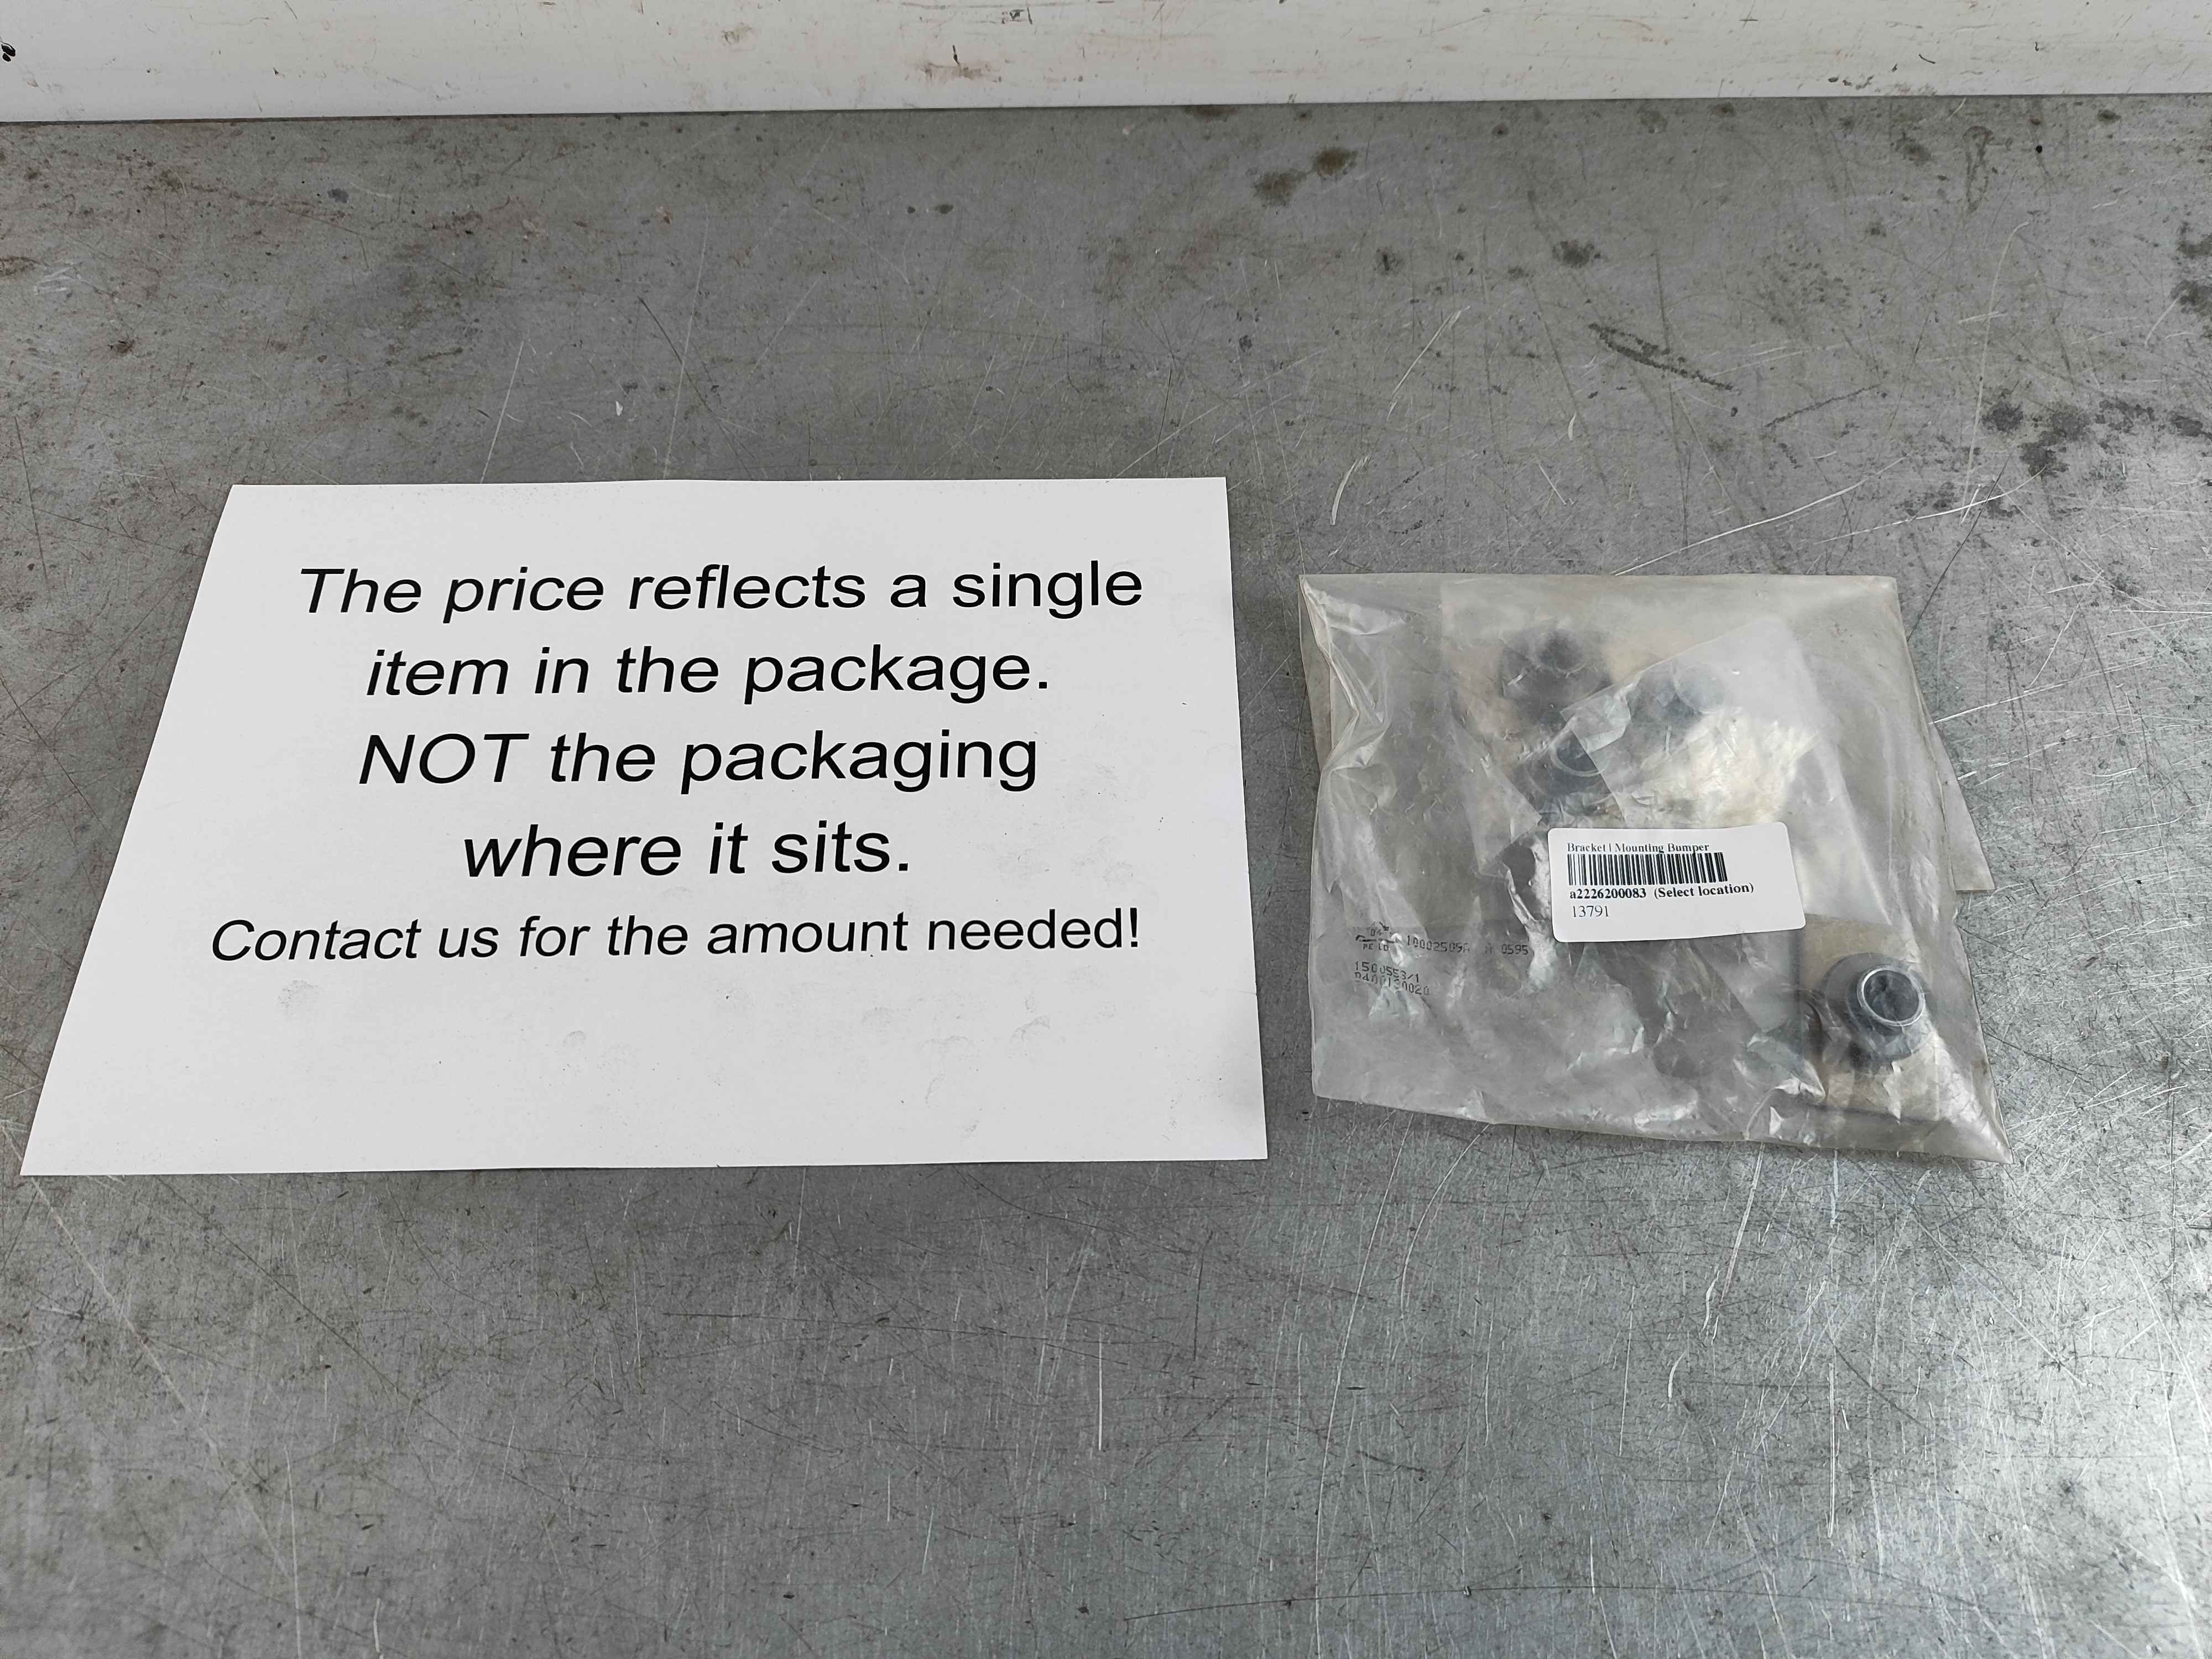 The price reflects a single
item in the package.
NOT the packaging
where it sits.
Contact us for the amount needed!
Bracket | Mounting Bumper
a2226200083 (Select location)
13791
0595